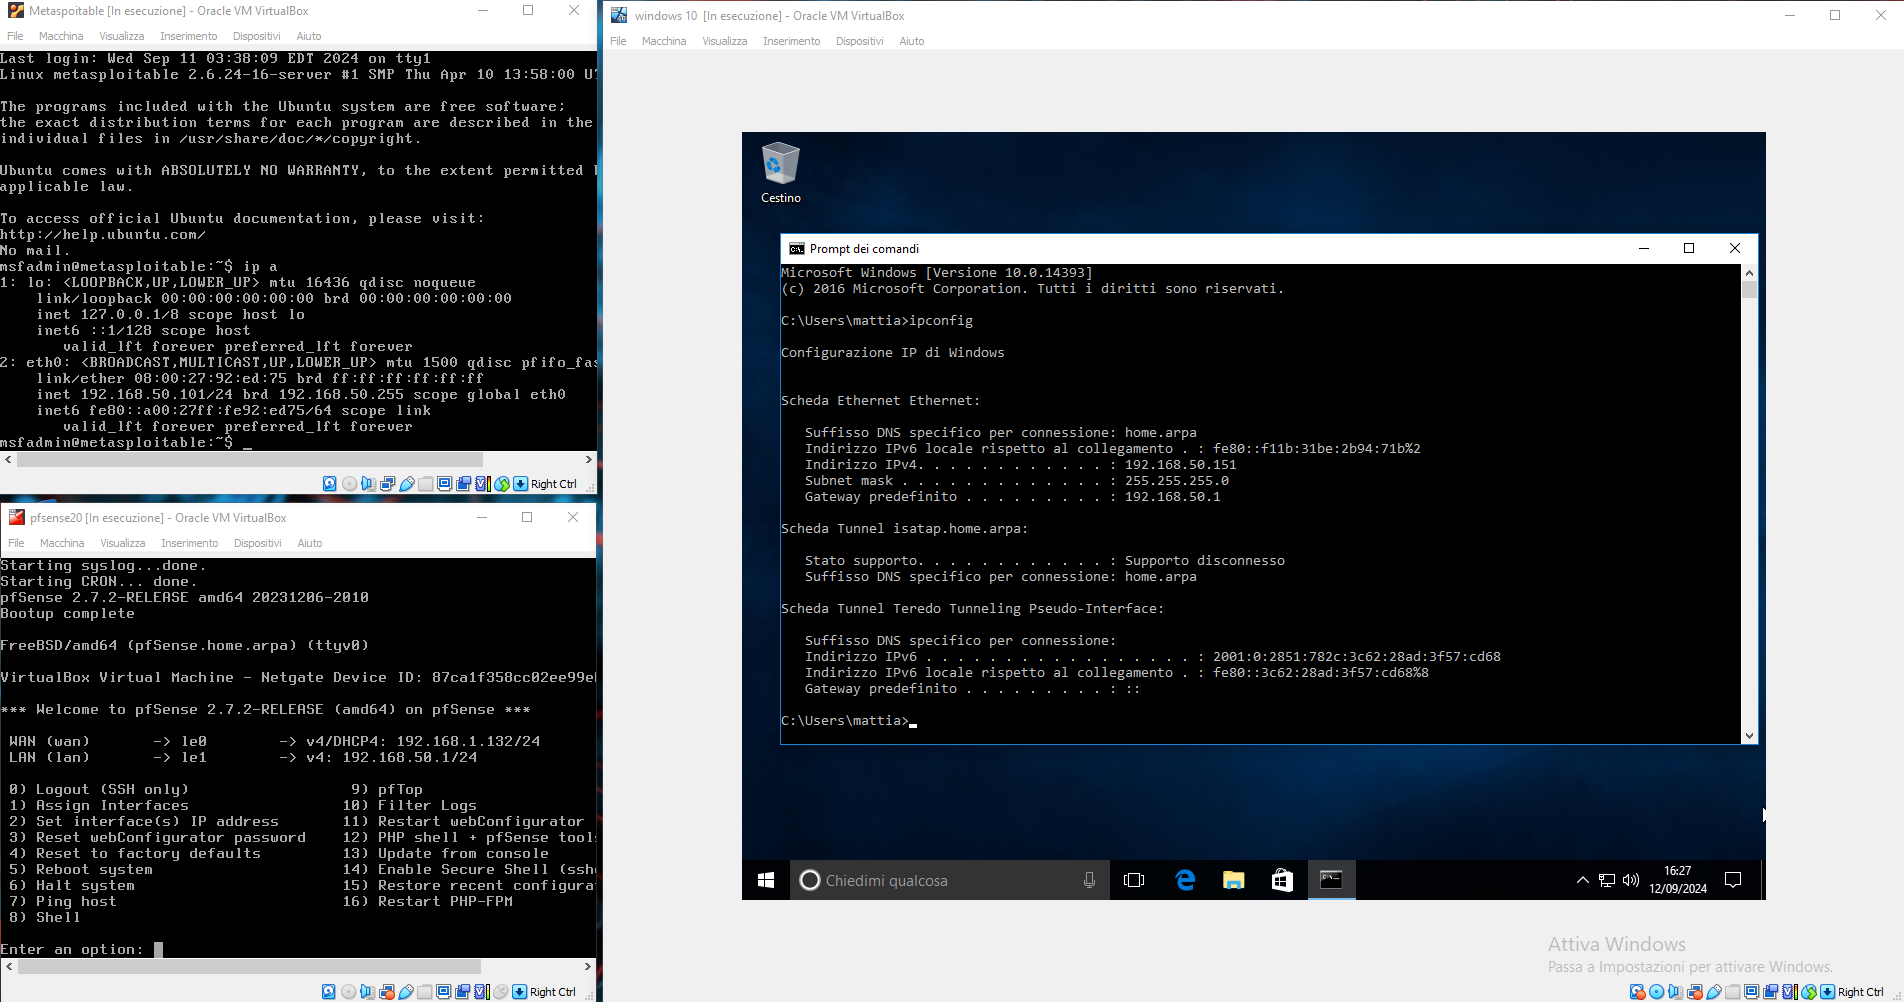 Metaspoitable [In esecuzione] - Oracle VM VirtualBox
File Macchina Visualizza Inserimento Dispositivi Aiuto
Last login: Wed Sep 11 03:38:09 EDT 2024 on tty1
Linux metasploitable 2.6.24-16-server #1 SMP Thu Apr 10 13:58:00 UT
The programs included with the Ubuntu system are free software;
the exact distribution terms for each program are described in the
individual files in /usr/share/doc/*/copyright.
Ubuntu comes with ABSOLUTELY NO WARRANTY, to the extent permitted
applicable law.
To access official Ubuntu documentation, please visit:
http://help.ubuntu.com/
No mail.
msfadmin@metasploitable:~$ ip a
1: lo: <LOOPBACK,UP,LOWER_UP> mtu 16436 qdisc noqueue
link/loopback 00:00:00:00:00:00 brd 00:00:00:00:00:00
inet 127.0.0.1/8 scope host lo
inet6 ::1/128 scope host
valid_lft forever preferred_lft forever
2: eth0: <BROADCAST,MULTICAST,UP,LOWER_UP> mtu 1500 qdisc pfifo_fas
link/ether 08:00:27:92:ed:75 brd ff:ff:ff:ff:ff:ff
inet 192.168.50.101/24 brd 192.168.50.255 scope global eth0
inet6 fe80::a00:27ff:fe92:ed75/64 scope link
valid_lft forever preferred_lft forever
msfadmin@metasploitable:~$ _
Right Ctrl
pfsense20 [In esecuzione] - Oracle VM VirtualBox
File Macchina Visualizza Inserimento Dispositivi Aiuto
Starting syslog...done.
Starting CRON... done.
pfSense 2.7.2-RELEASE amd64 20231206-2010
Bootup complete
FreeBSD/amd64 (pfSense.home.arpa) (ttyv0)
VirtualBox Virtual Machine - Netgate Device ID: 87ca1f358cc02ee99e
*** Welcome to pfSense 2.7.2-RELEASE (amd64) on pfSense ***
WAN (wan) -> le0 -> v4/DHCP4: 192.168.1.132/24
LAN (lan) -> le1 -> v4: 192.168.50.1/24
0) Logout (SSH only) 9) pfTop
1) Assign Interfaces 10) Filter Logs
2) Set interface(s) IP address 11) Restart webConfigurator
3) Reset webConfigurator password 12) PHP shell + pfSense tools
4) Reset to factory defaults 13) Update from console
5) Reboot system 14) Enable Secure Shell (sshd
6) Halt system 15) Restore recent configura
7) Ping host 16) Restart PHP-FPM
8) Shell
Enter an option:
Right Ctrl
windows 10 [In esecuzione] - Oracle VM VirtualBox
File Macchina Visualizza Inserimento Dispositivi Aiuto
Cestino
Prompt dei comandi
Microsoft Windows [Versione 10.0.14393]
(c) 2016 Microsoft Corporation. Tutti i diritti sono riservati.
C:\Users\mattia>ipconfig
Configurazione IP di Windows
Scheda Ethernet Ethernet:
Suffisso DNS specifico per connessione: home.arpa
Indirizzo IPv6 locale rispetto al collegamento . : fe80::f11b:31be:2b94:71b%2
Indirizzo IPv4. . . . . . . . . . . . : 192.168.50.151
Subnet mask . . . . . . . . . . . . . : 255.255.255.0
Gateway predefinito . . . . . . . . . : 192.168.50.1
Scheda Tunnel isatap.home.arpa:
Stato supporto. . . . . . . . . . . . : Supporto disconnesso
Suffisso DNS specifico per connessione: home.arpa
Scheda Tunnel Teredo Tunneling Pseudo-Interface:
Suffisso DNS specifico per connessione:
Indirizzo IPv6 . . . . . . . . . . . . . . . . . : 2001:0:2851:782c:3c62:28ad:3f57:cd68
Indirizzo IPv6 locale rispetto al collegamento . : fe80::3c62:28ad:3f57:cd68%8
Gateway predefinito . . . . . . . . . : ::
C:\Users\mattia>_
Chiedimi qualcosa
16:27
12/09/2024
Attiva Windows
Passa a Impostazioni per attivare Windows.
Right Ctrl